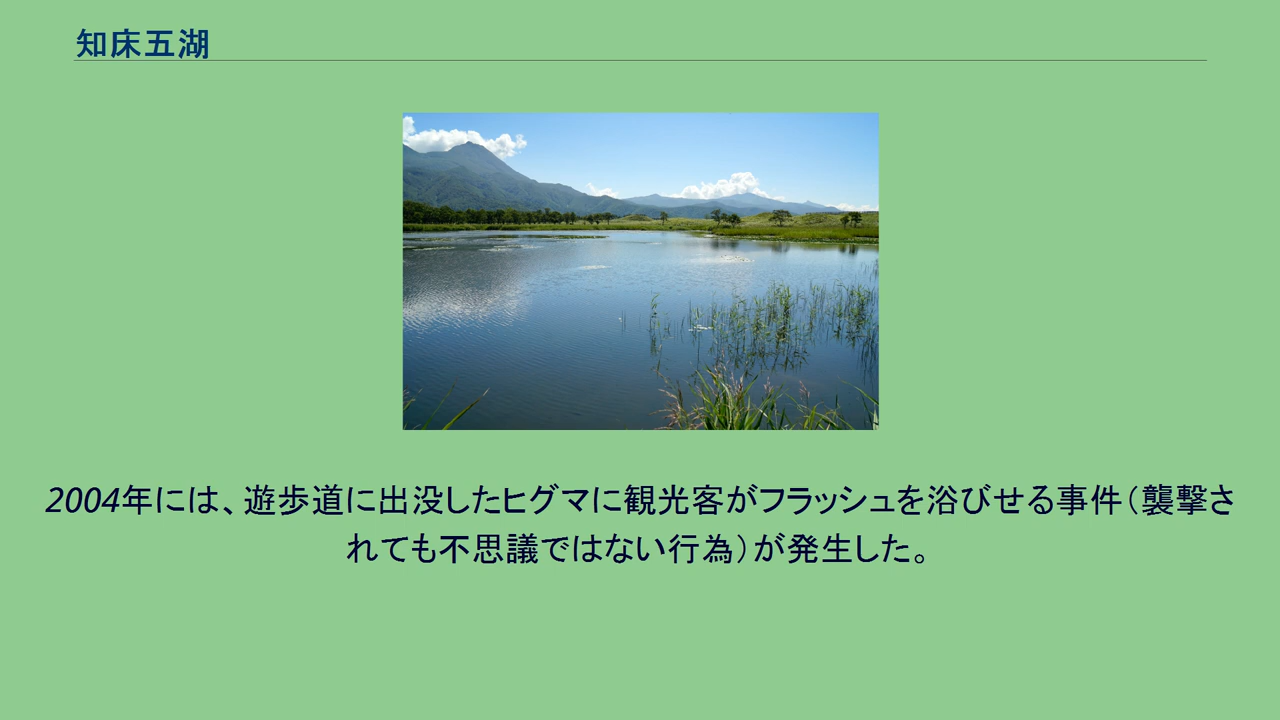 知床五湖
2004年には、遊歩道に出没したヒグマに観光客がフラッシュを浴びせる事件（襲撃さ
れても不思議ではない行為）が発生した。